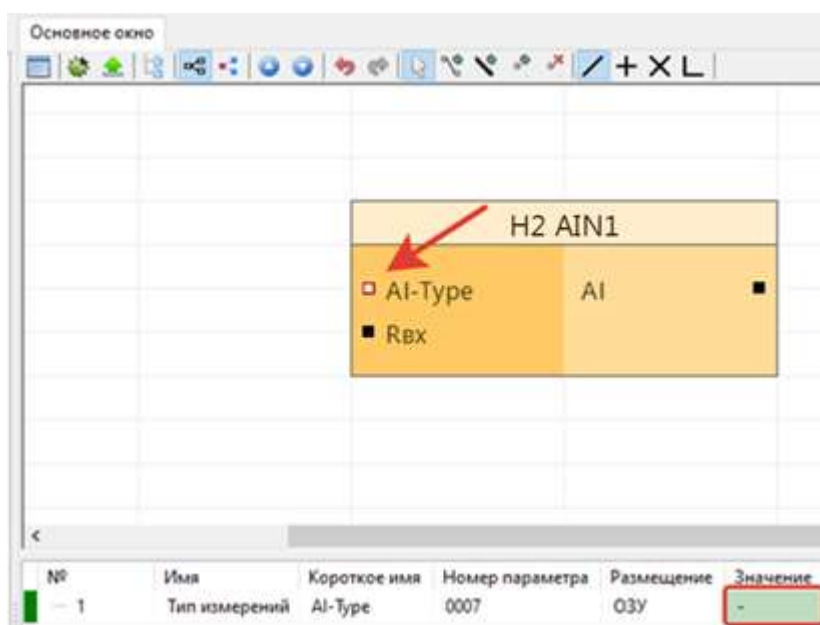 Основное окно
H2 AIN1
AI-Type AI
Rвх
№ Имя Короткое имя Номер параметра Размещение Значение
1 Тип измерений AI-Type 0007 ОЗУ -